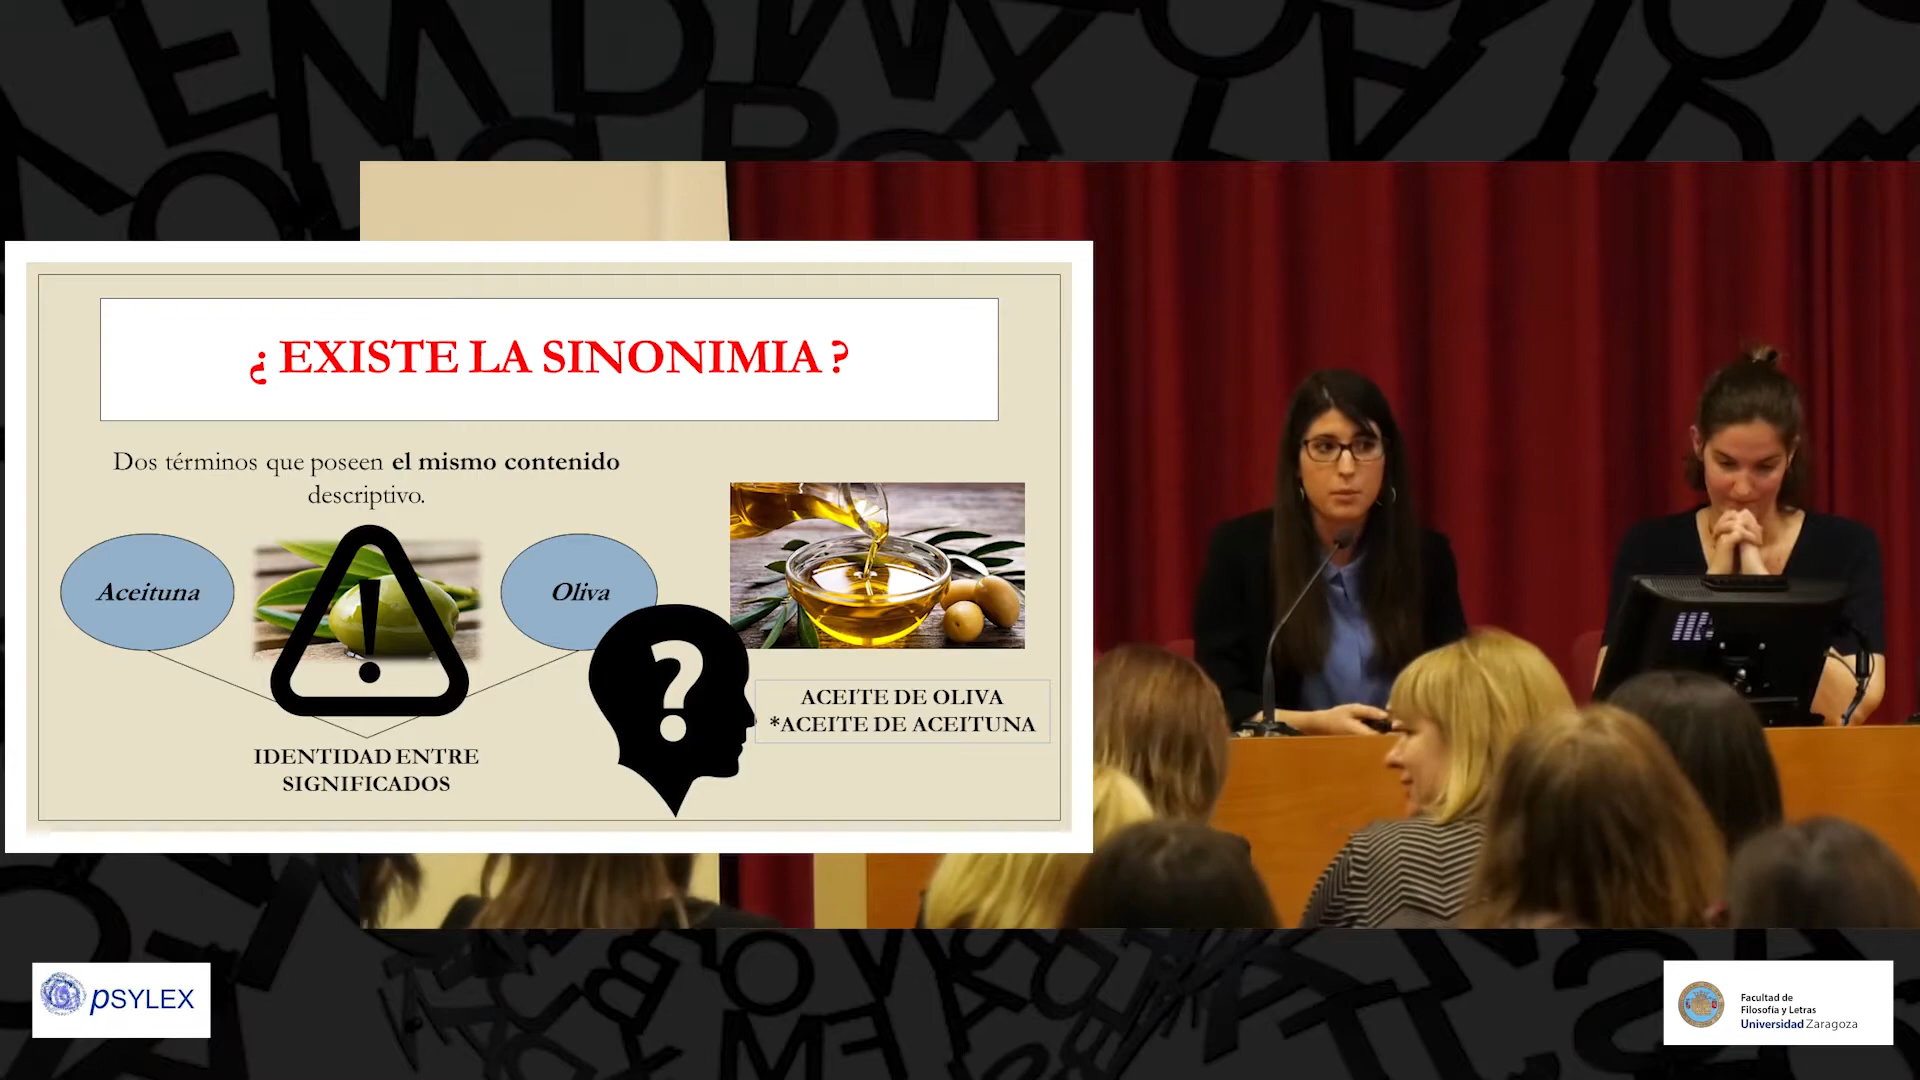 ¿ EXISTE LA SINONIMIA ?
Dos términos que poseen el mismo contenido
descriptivo.
Aceituna
Oliva
IDENTIDAD ENTRE
SIGNIFICADOS
ACEITE DE OLIVA
*ACEITE DE ACEITUNA
pSYLEX
Facultad de
Filosofía y Letras
Universidad Zaragoza